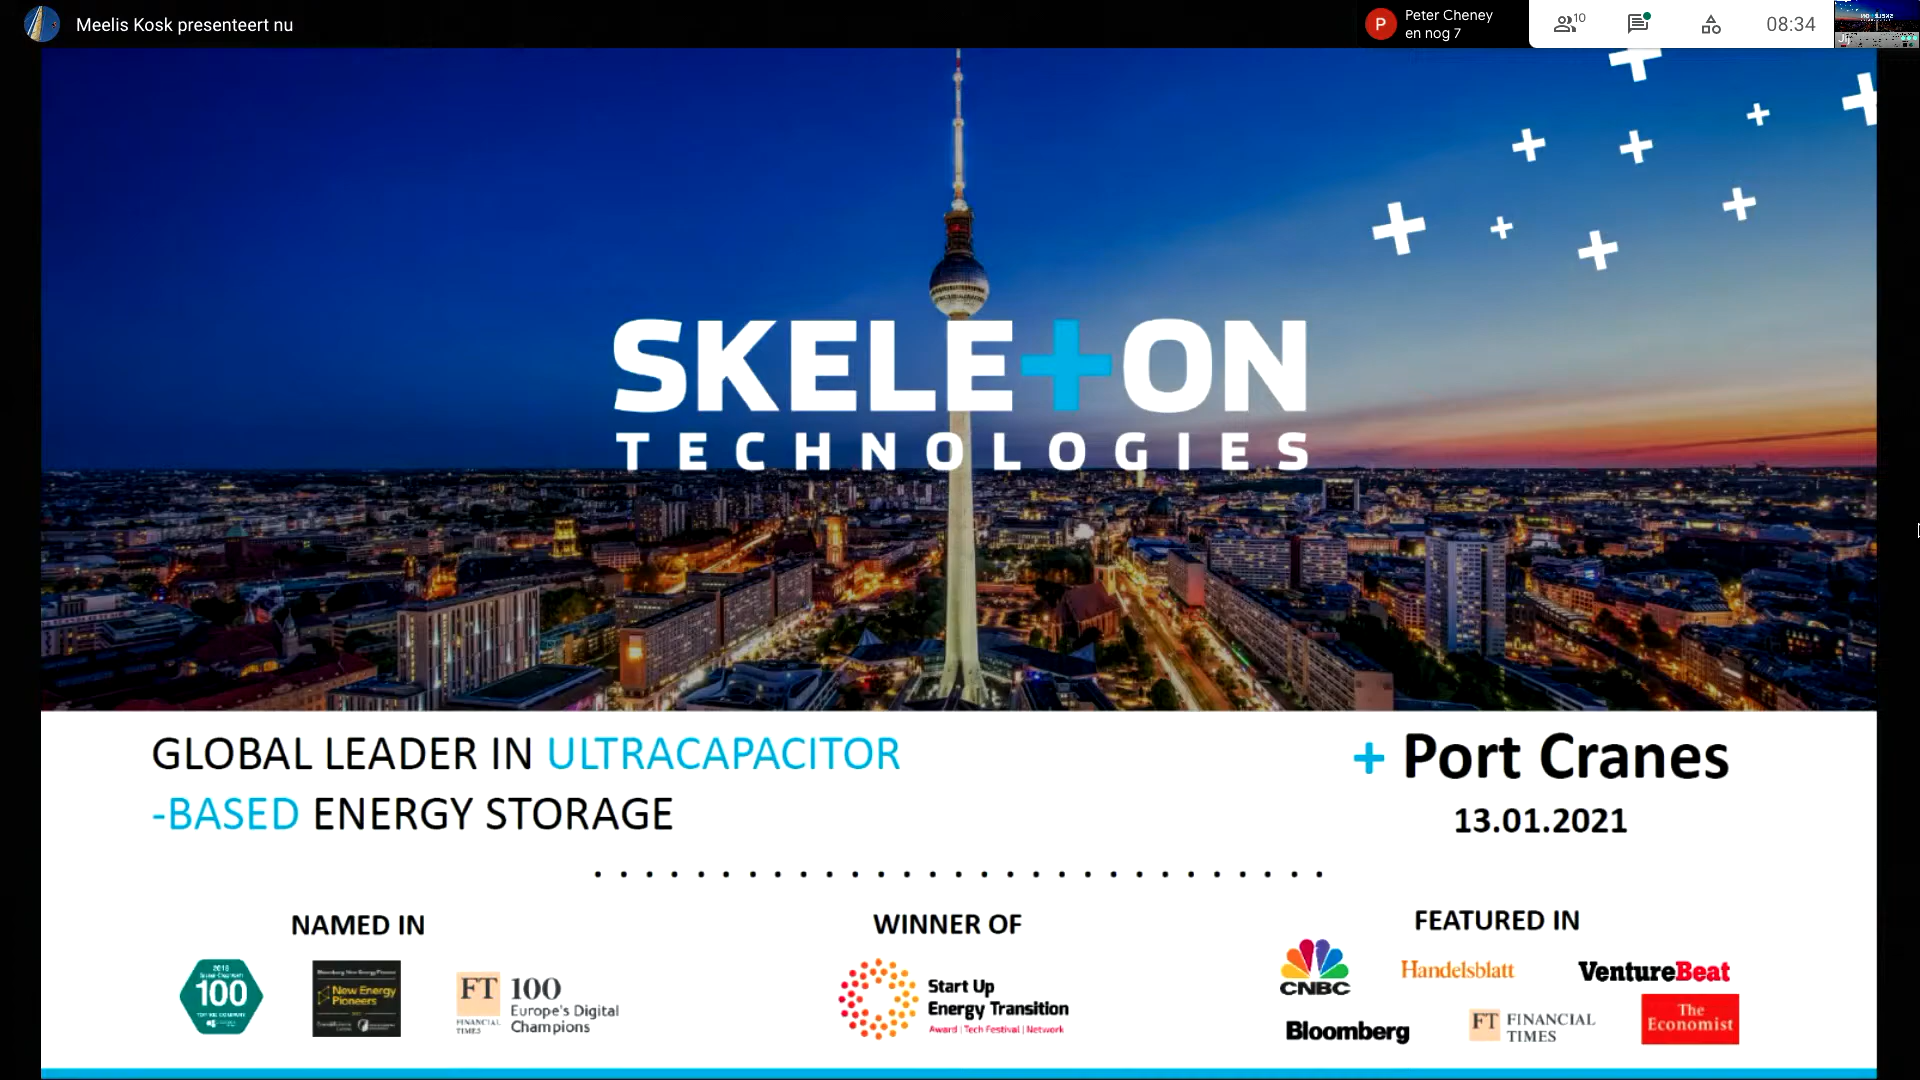 Meelis Kosk presenteert nu
P
Peter Cheney
en nog 7
10
08:34
SKELETON
TECHNOLOGIES
GLOBAL LEADER IN ULTRACAPACITOR
-BASED ENERGY STORAGE
+ Port Cranes
13.01.2021
NAMED IN
100
New Energy
Pioneers
FT 100
FINANCIAL
TIMES
Europe's Digital
Champions
WINNER OF
Start Up
Energy Transition
Award | Tech Festival | Network
FEATURED IN
CNBC
Handelsblatt
VentureBeat
Bloomberg
FT FINANCIAL
TIMES
The
Economist